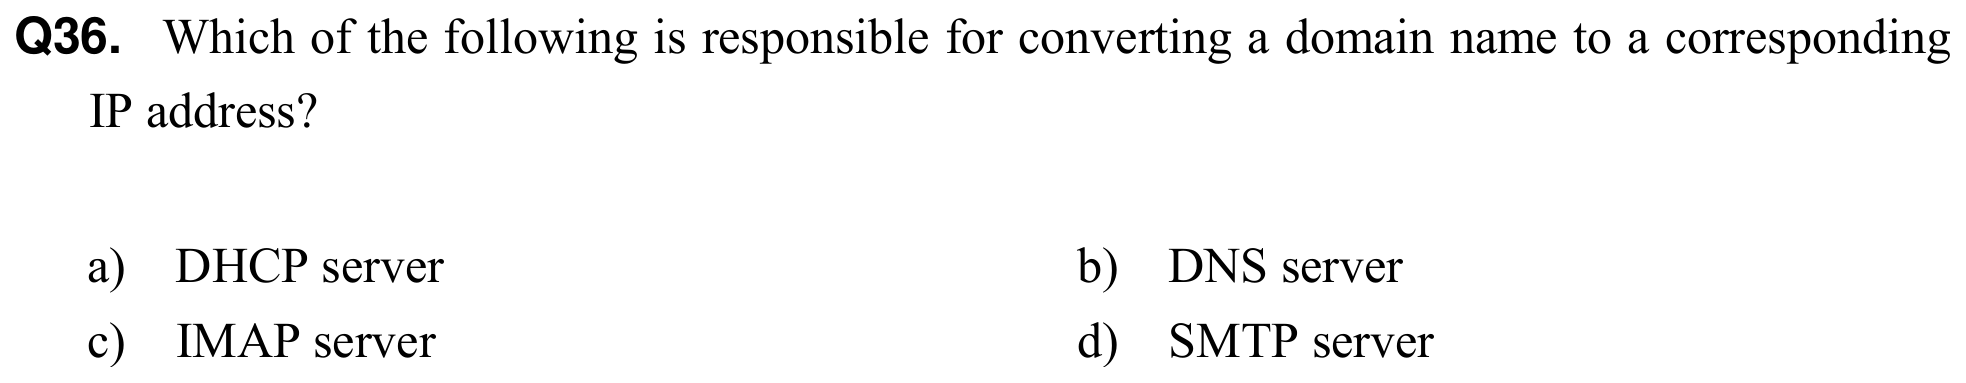 Q36. Which of the following is responsible for converting a domain name to a corresponding
IP address?
a) DHCP server b) DNS server
c) IMAP server d) SMTP server